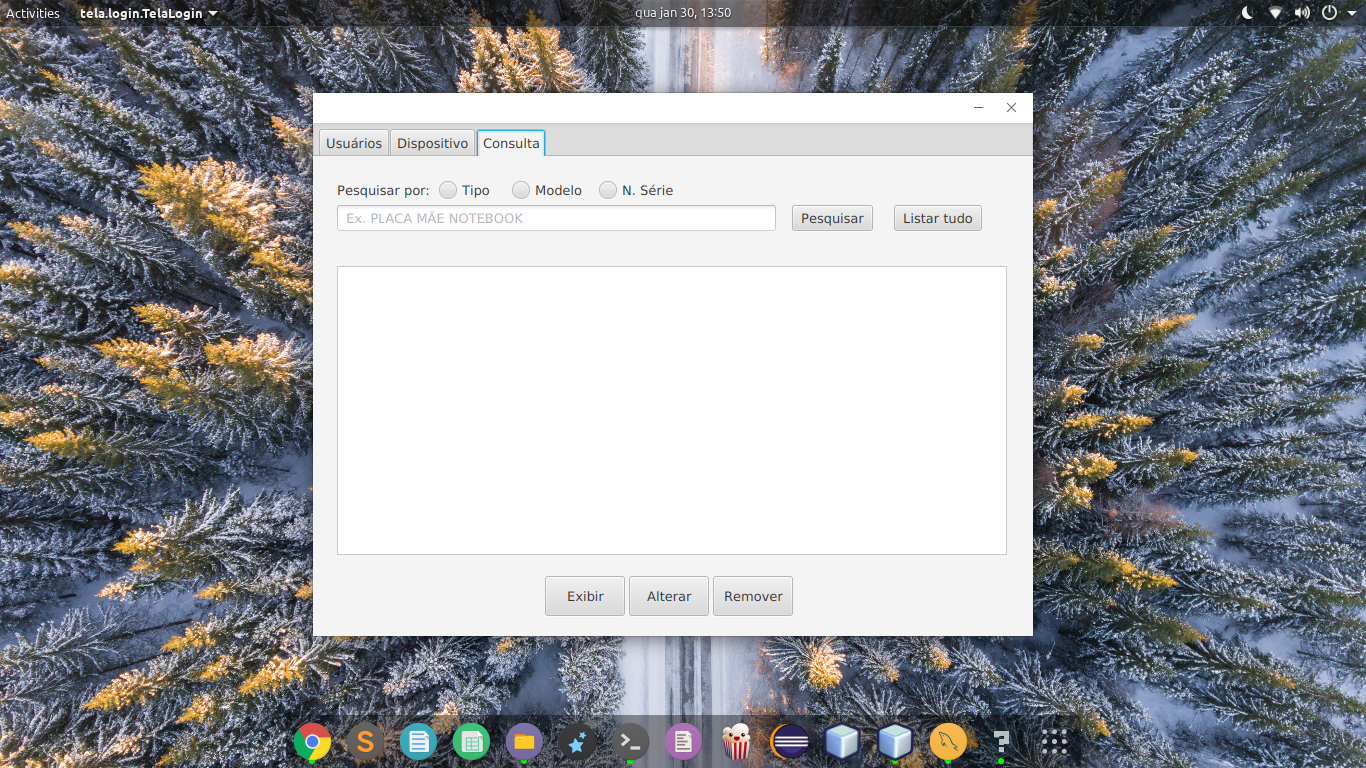 Activities tela.login.TelaLogin qua jan 30, 13:50
Usuários Dispositivo Consulta
Pesquisar por: Tipo Modelo N. Série
Ex. PLACA MÃE NOTEBOOK Pesquisar Listar tudo
Exibir Alterar Remover
S >_ ?